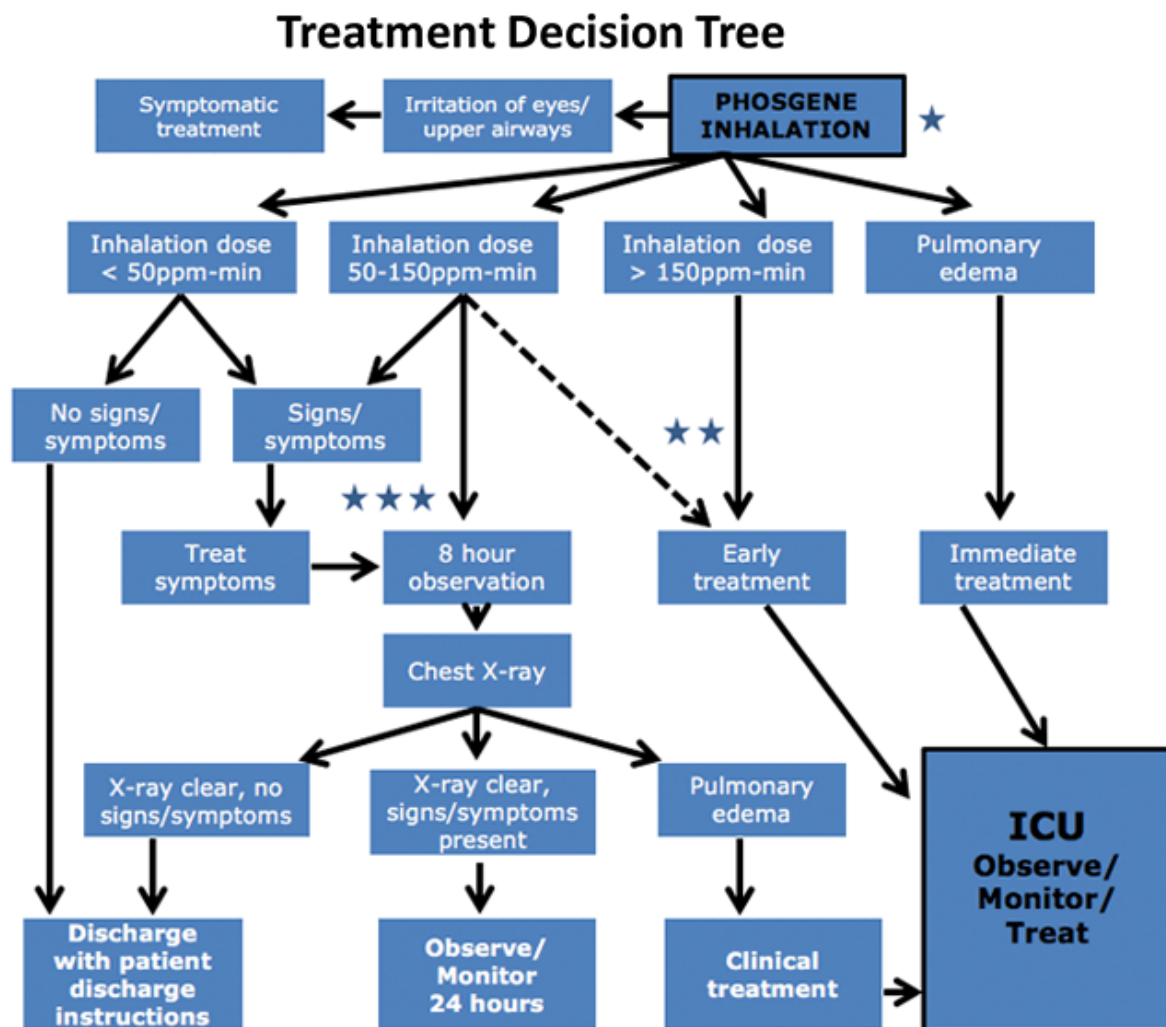 Treatment Decision Tree
Symptomatic
treatment
Irritation of eyes/
upper airways
PHOSGENE
INHALATION
Inhalation dose
< 50ppm-min
Inhalation dose
50-150ppm-min
Inhalation dose
> 150ppm-min
Pulmonary
edema
No signs/
symptoms
Signs/
symptoms
Treat
symptoms
8 hour
observation
Early
treatment
Immediate
treatment
Chest X-ray
X-ray clear, no
signs/symptoms
X-ray clear,
signs/symptoms
present
Pulmonary
edema
ICU
Observe/
Monitor/
Treat
Discharge
with patient
discharge
instructions
Observe/
Monitor
24 hours
Clinical
treatment